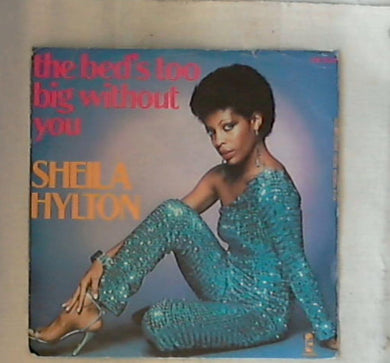 the bed's too
big without
you
SHEILA
HYLTON